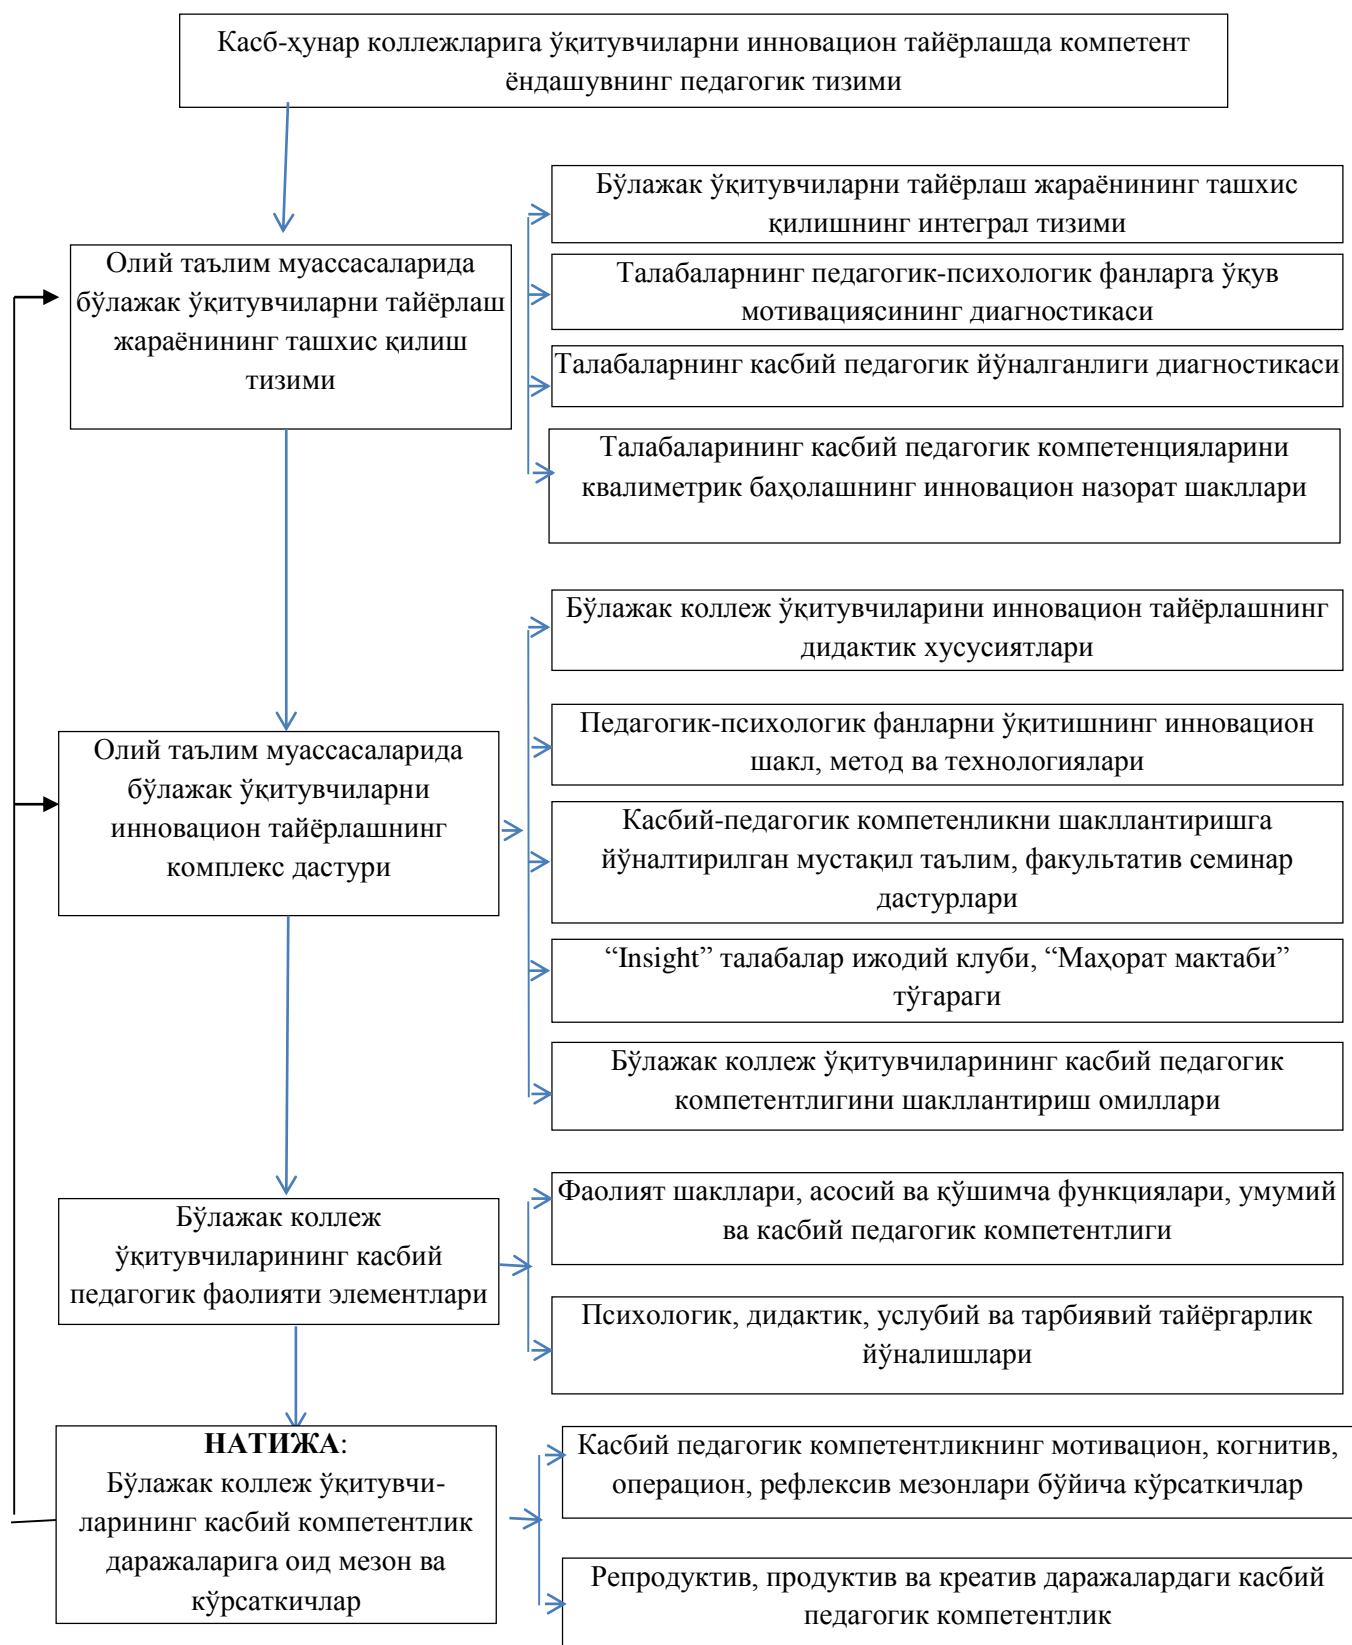 Касб-ҳунар коллежларига ўқитувчиларни инновацион тайёрлашда компетент
ёндашувнинг педагогик тизими
Олий таълим муассасаларида
бўлажак ўқитувчиларни тайёрлаш
жараёнининг ташхис қилиш
тизими
Бўлажак ўқитувчиларни тайёрлаш жараёнининг ташхис
қилишнинг интеграл тизими
Талабаларнинг педагогик-психологик фанларга ўқув
мотивациясининг диагностикаси
Талабаларнинг касбий педагогик йўналганлиги диагностикаси
Талабаларининг касбий педагогик компетенцияларини
квалиметрик баҳолашнинг инновацион назорат шакллари
Олий таълим муассасаларида
бўлажак ўқитувчиларни
инновацион тайёрлашнинг
комплекс дастури
Бўлажак коллеж ўқитувчиларини инновацион тайёрлашнинг
дидактик хусусиятлари
Педагогик-психологик фанларни ўқитишнинг инновацион
шакл, метод ва технологиялари
Касбий-педагогик компетенликни шакллантиришга
йўналтирилган мустақил таълим, факультатив семинар
дастурлари
“Insight” талабалар ижодий клуби, “Маҳорат мактаби”
тўгараги
Бўлажак коллеж ўқитувчиларининг касбий педагогик
компетентлигини шакллантириш омиллари
Бўлажак коллеж
ўқитувчиларининг касбий
педагогик фаолияти элементлари
Фаолият шакллари, асосий ва қўшимча функциялари, умумий
ва касбий педагогик компетентлиги
Психологик, дидактик, услубий ва тарбиявий тайёргарлик
йўналишлари
НАТИЖА:
Бўлажак коллеж ўқитувчи-
ларининг касбий компетентлик
даражаларига оид мезон ва
кўрсаткичлар
Касбий педагогик компетентликнинг мотивацион, когнитив,
операцион, рефлексив мезонлари бўйича кўрсаткичлар
Репродуктив, продуктив ва креатив даражалардаги касбий
педагогик компетентлик